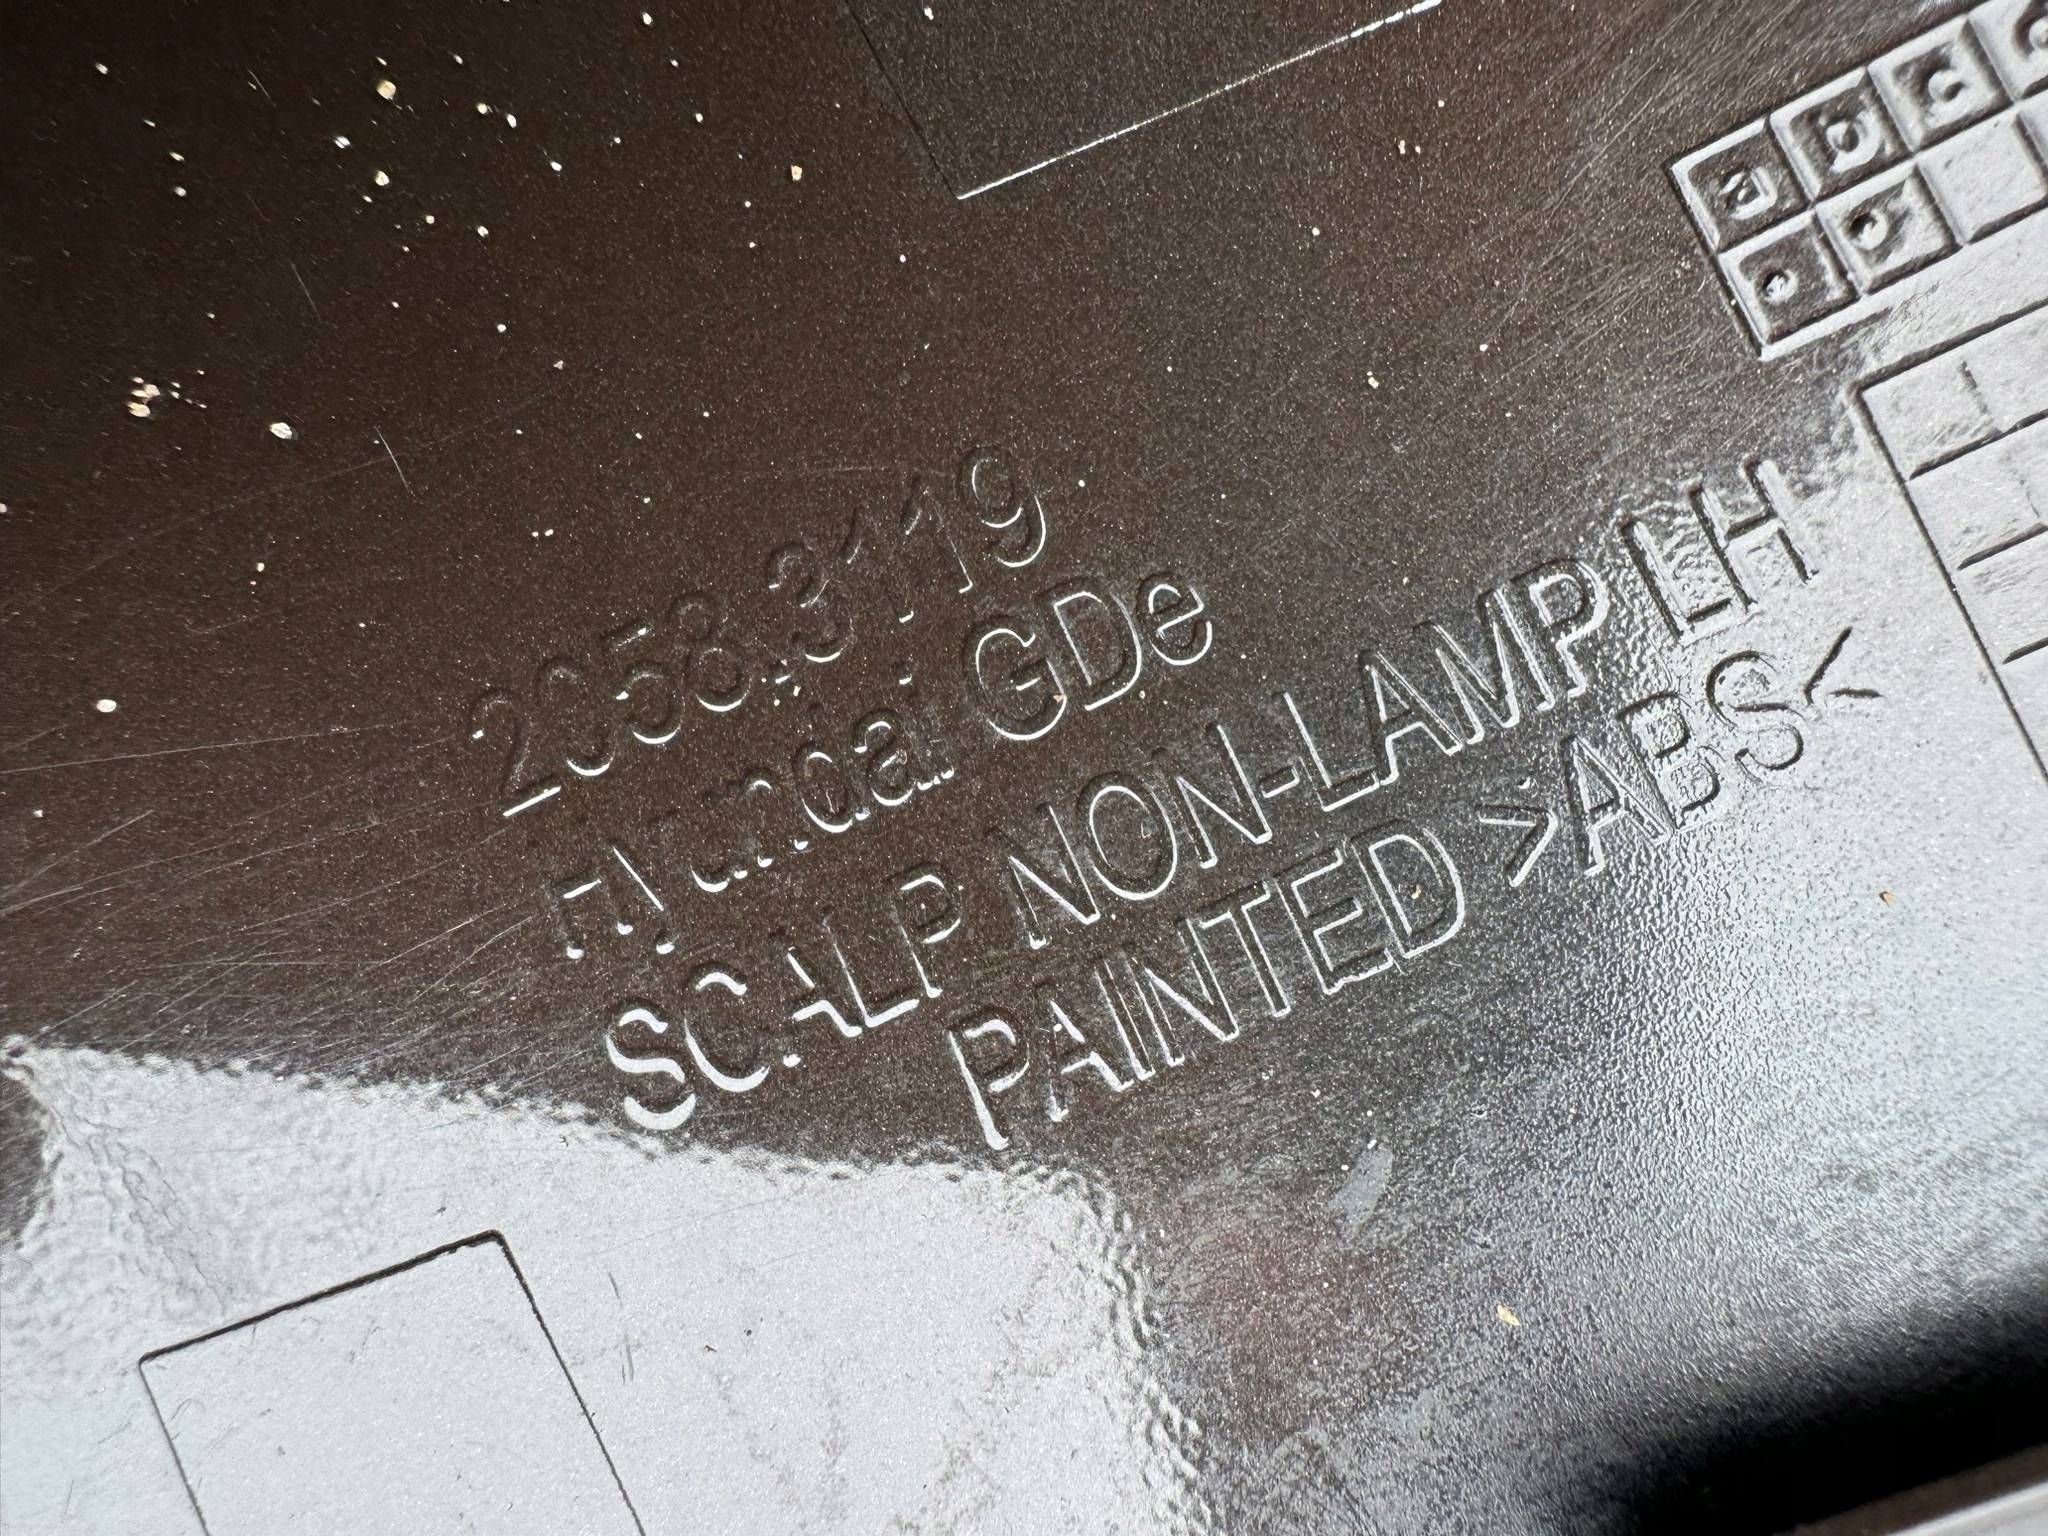 2058.3119
Hyundai GDe
SCALP NON-LAMP LH
PAINTED >ABS<